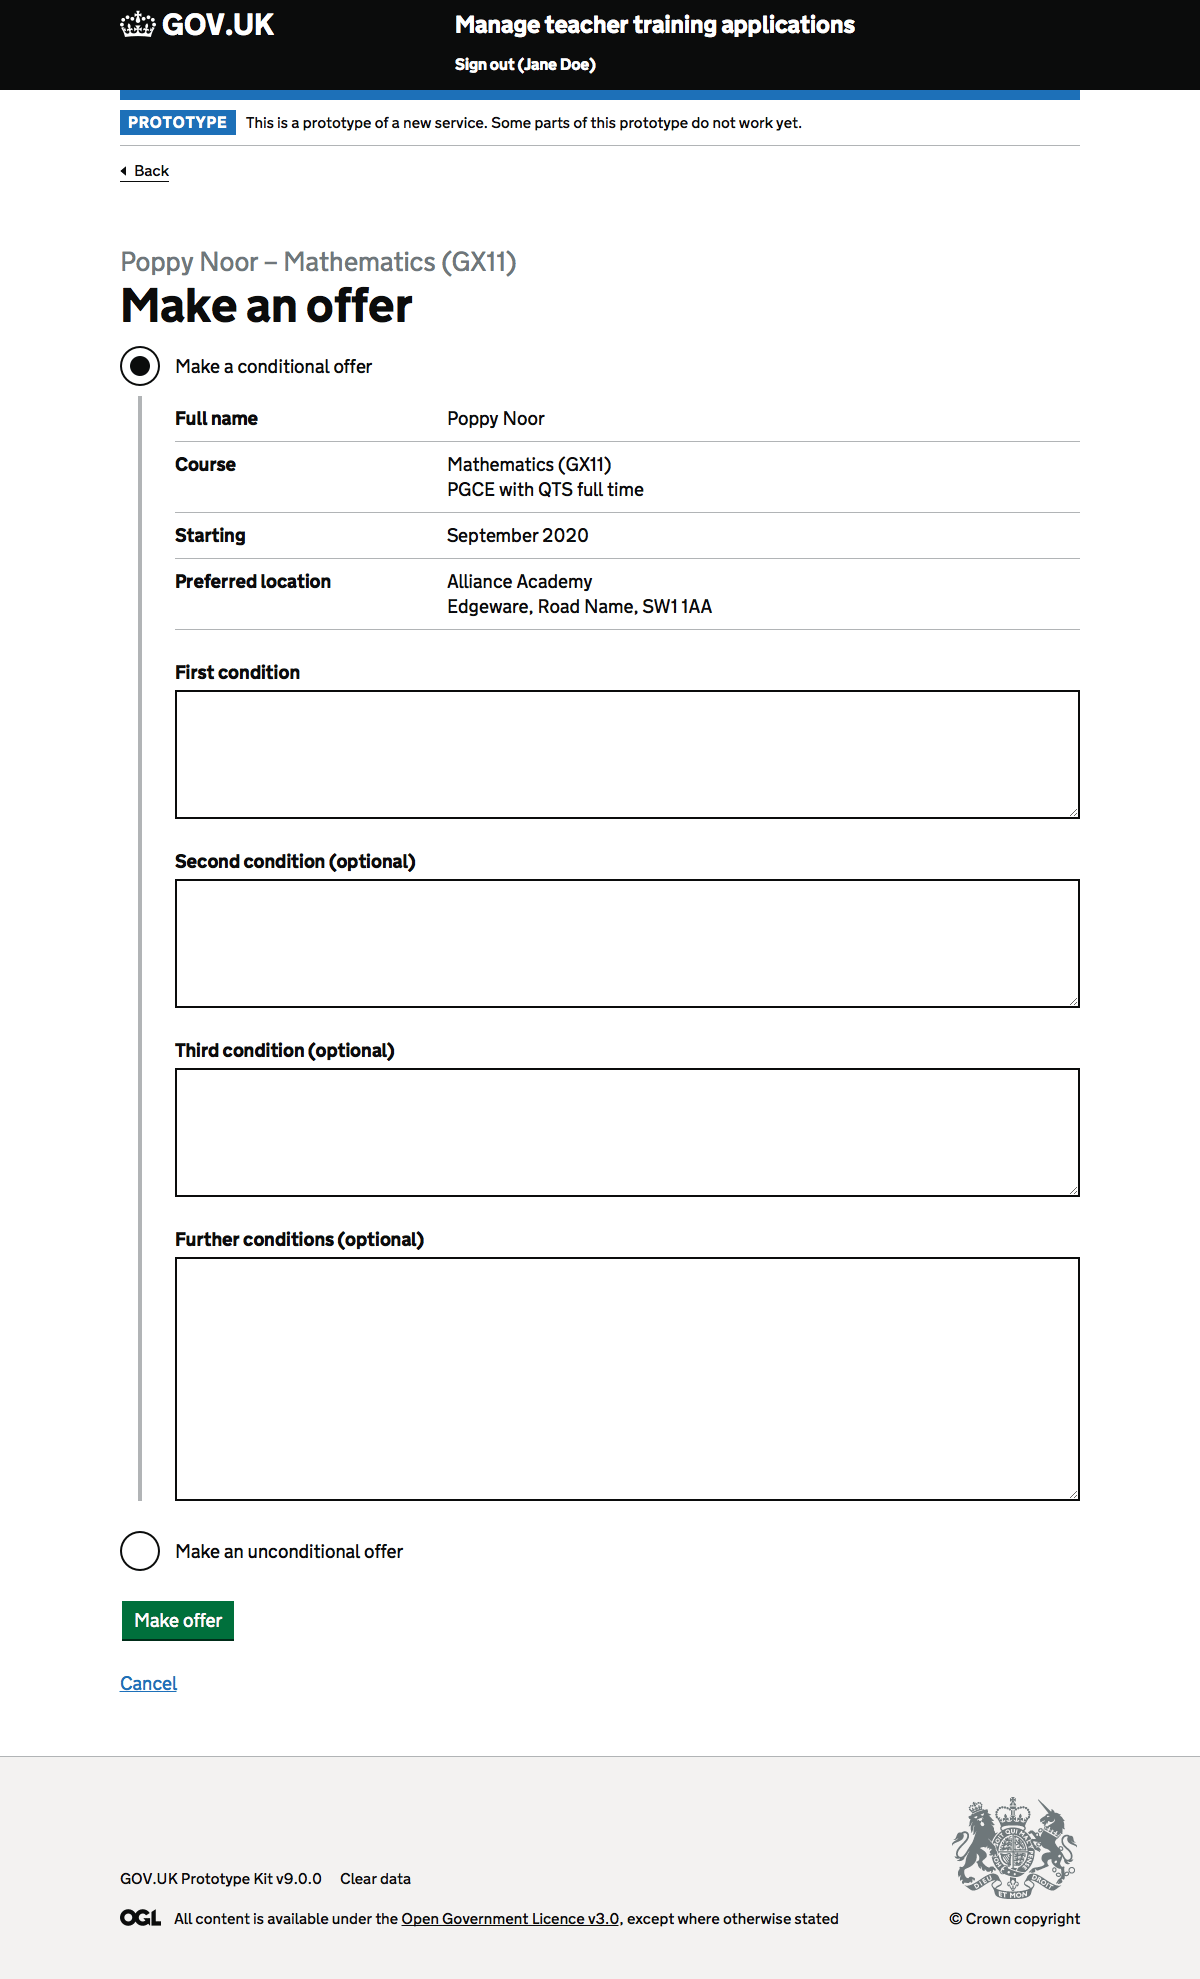 GOV.UK
Manage teacher training applications
Sign out (Jane Doe)
PROTOTYPE This is a prototype of a new service. Some parts of this prototype do not work yet.
Back
Poppy Noor – Mathematics (GX11)
Make an offer
Make a conditional offer
Full name Poppy Noor
Course Mathematics (GX11)
PGCE with QTS full time
Starting September 2020
Preferred location Alliance Academy
Edgeware, Road Name, SW1 1AA
First condition
Second condition (optional)
Third condition (optional)
Further conditions (optional)
Make an unconditional offer
Make offer
Cancel
GOV.UK Prototype Kit v9.0.0 Clear data
OGL All content is available under the Open Government Licence v3.0, except where otherwise stated
DIEU ET MON DROIT
© Crown copyright